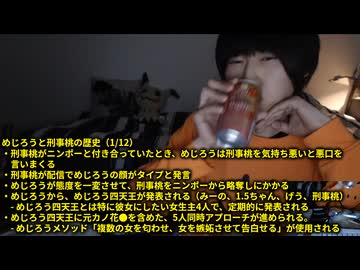 めじろうと刑事桃の歴史（1/12）
・刑事桃がニンポーと付き合っていたとき、めじろうは刑事桃を気持ち悪いと悪口を
言いまくる
・刑事桃が配信でめじろうの顔がタイプと発言
・めじろうが態度を一変させて、刑事桃をニンポーから略奪しにかかる
・めじろうから、めじろう四天王が発表される（みーの、1.5ちゃん、げう、刑事桃）
- めじろう四天王とは特に彼女にしたい女生主4人で、定期的に発表される
・めじろう四天王に元カノ花●を含めた、5人同時アプローチが進められる。
- めじろうメソッド「複数の女を匂わせ、女を嫉妬させて告白せる」が使用される